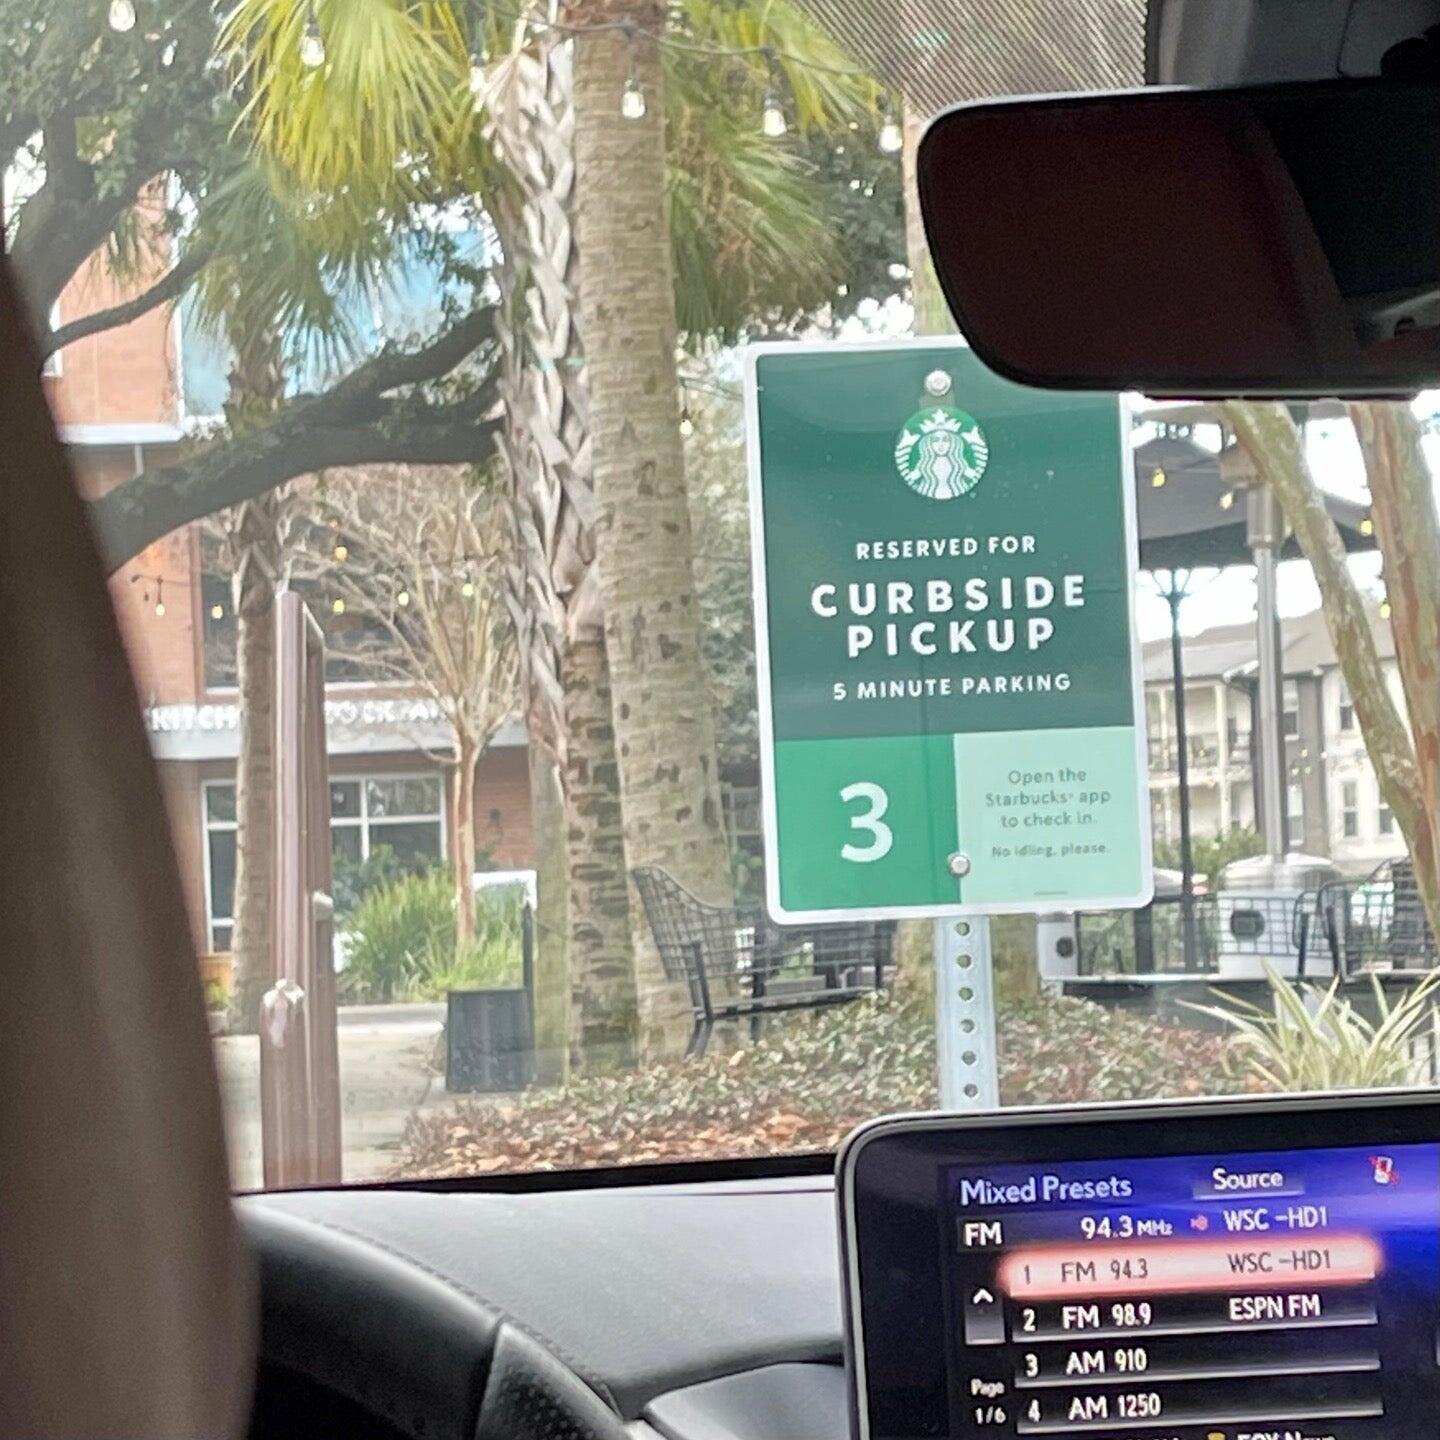 RESERVED FOR
CURBSIDE
PICKUP
5 MINUTE PARKING
3
Open the
Starbucks® app
to check in.
No idling, please.
Mixed Presets Source
FM 94.3 MHz WSC-HD1
1 FM 94.3 WSC-HD1
2 FM 98.9 ESPN FM
3 AM 910
Page
1/6 4 AM 1250